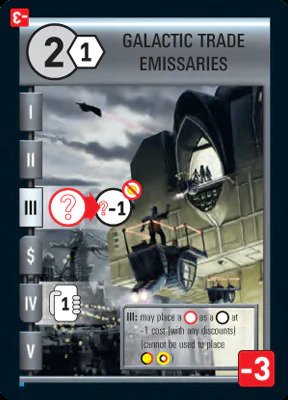 -3
2 1 GALACTIC TRADE
EMISSARIES
I
II
III ? ?-1
$
IV 1
V
III: may place a as a at
-1 cost (with any discounts)
(cannot be used to place
-3